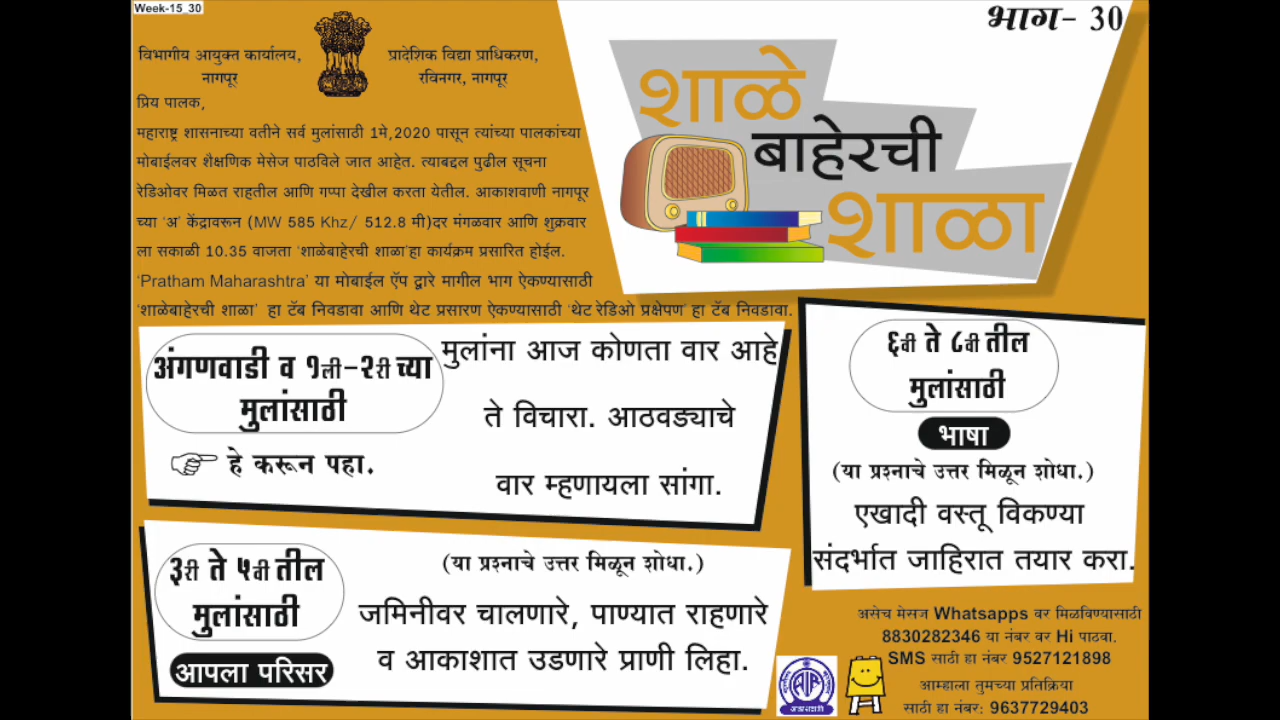 Week-15_30
भाग- 30
विभागीय आयुक्त कार्यालय,
नागपूर
प्रादेशिक विद्या प्राधिकरण,
रविनगर, नागपूर
प्रिय पालक,
महाराष्ट्र शासनाच्या वतीने सर्व मुलांसाठी 1मे,2020 पासून त्यांच्या पालकांच्या
मोबाईलवर शैक्षणिक मेसेज पाठविले जात आहेत. त्याबद्दल पुढील सूचना
रेडिओवर मिळत राहतील आणि गप्पा देखील करता येतील. आकाशवाणी नागपूर
च्या 'अ' केंद्रावरून (MW 585 Khz/ 512.8 मी)दर मंगळवार आणि शुक्रवार
ला सकाळी 10.35 वाजता 'शाळेबाहेरची शाळा'हा कार्यक्रम प्रसारित होईल.
'Pratham Maharashtra' या मोबाईल ऍप द्वारे मागील भाग ऐकण्यासाठी
'शाळेबाहेरची शाळा' हा टॅब निवडावा आणि थेट प्रसारण ऐकण्यासाठी 'थेट रेडिओ प्रक्षेपण' हा टॅब निवडावा.
शाळे
बाहेरची
शाळा
अंगणवाडी व १ली-२री च्या
मुलांसाठी
हे करून पहा.
मुलांना आज कोणता वार आहे
ते विचारा. आठवड्याचे
वार म्हणायला सांगा.
३री ते ५वी तील
मुलांसाठी
आपला परिसर
(या प्रश्नाचे उत्तर मिळून शोधा.)
जमिनीवर चालणारे, पाण्यात राहणारे
व आकाशात उडणारे प्राणी लिहा.
६वी ते ८वी तील
मुलांसाठी
भाषा
(या प्रश्नाचे उत्तर मिळून शोधा.)
एखादी वस्तू विकण्या
संदर्भात जाहिरात तयार करा.
असेच मेसज Whatsapps वर मिळविण्यासाठी
8830282346 या नंबर वर Hi पाठवा.
SMS साठी हा नंबर 9527121898
आम्हाला तुमच्या प्रतिक्रिया
साठी हा नंबर: 9637729403